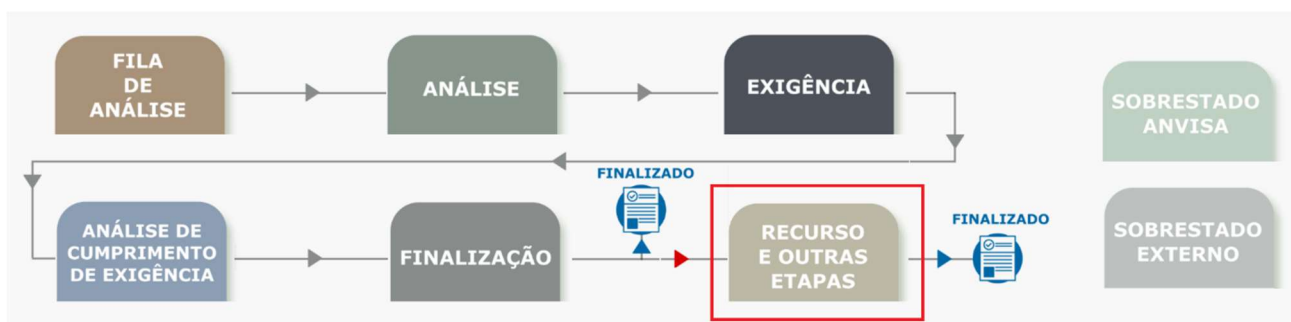 FILA
DE
ANÁLISE
ANÁLISE
EXIGÊNCIA
SOBRESTADO
ANVISA
FINALIZADO
ANÁLISE DE
CUMPRIMENTO
DE EXIGÊNCIA
FINALIZAÇÃO
RECURSO
E OUTRAS
ETAPAS
FINALIZADO
SOBRESTADO
EXTERNO